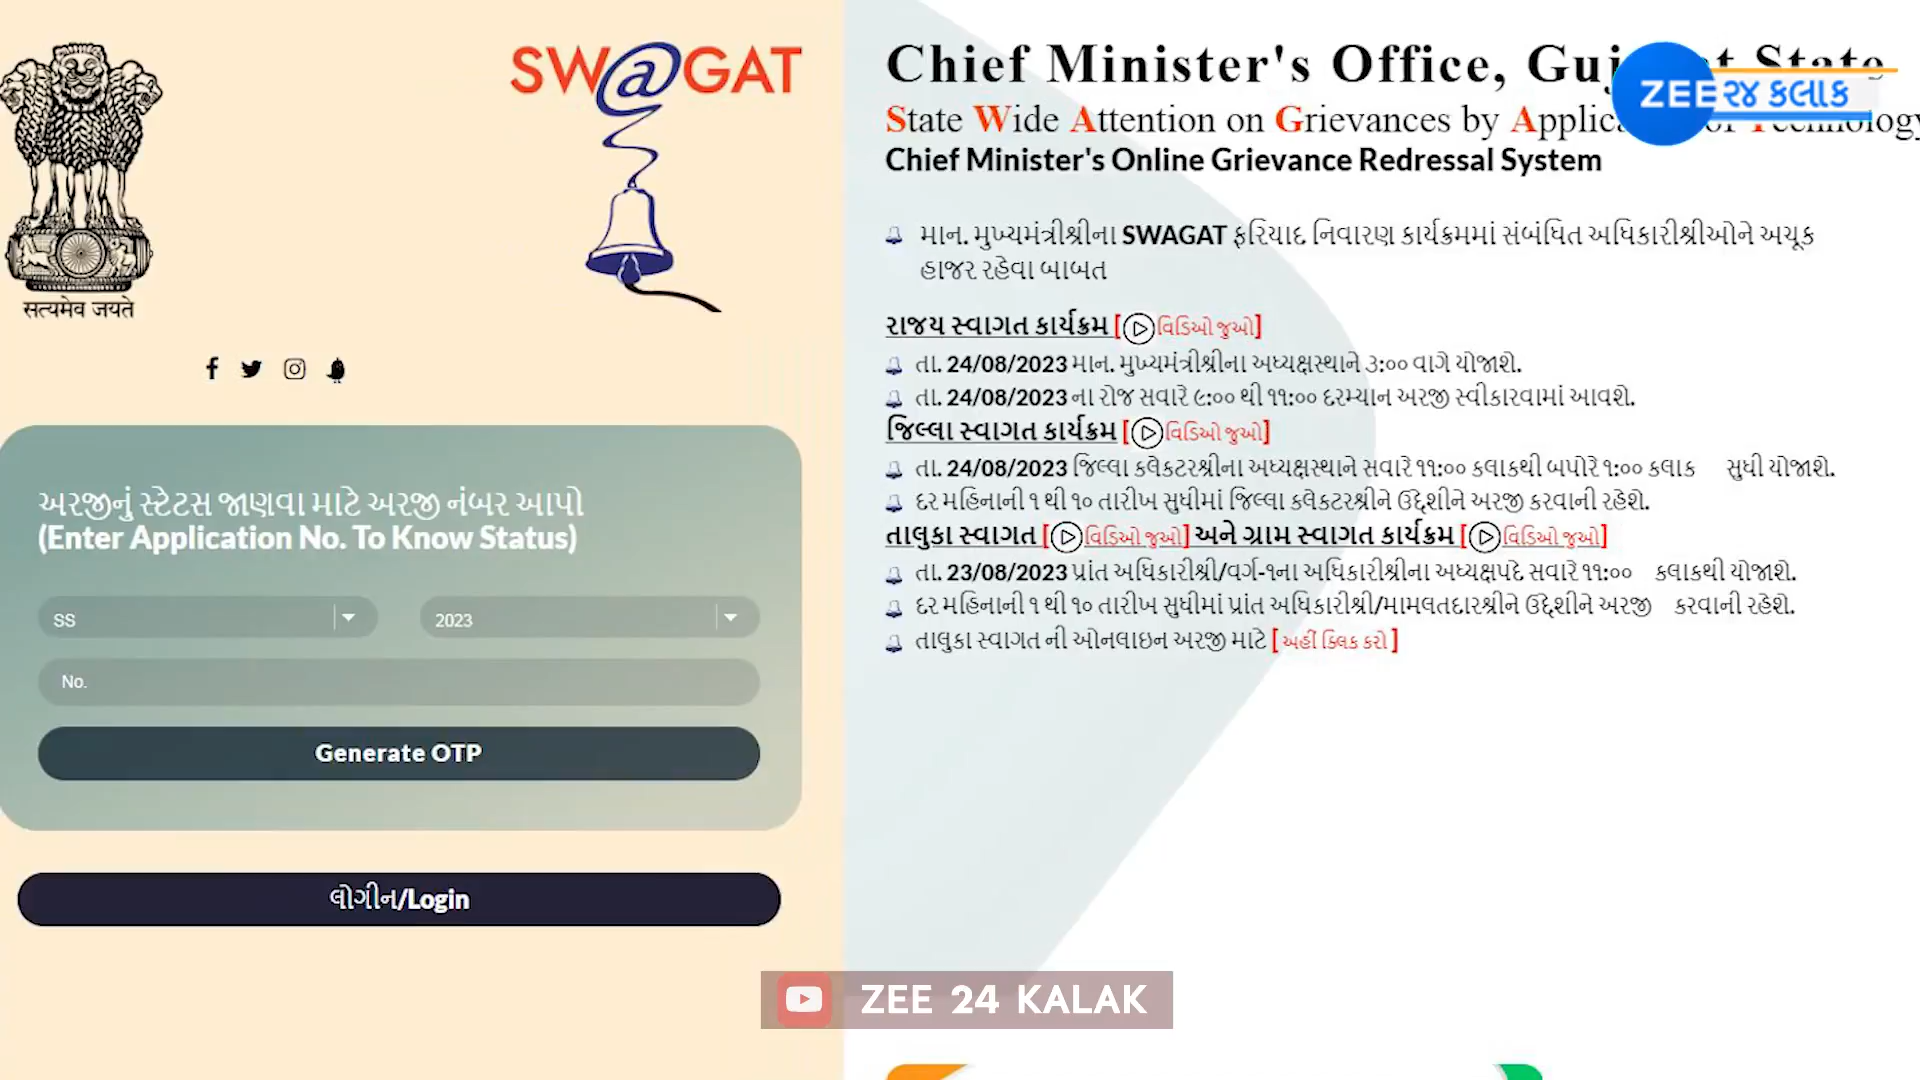 सत्यमेव जयते
SW@GAT
અરજીનું સ્ટેટસ જાણવા માટે અરજી નંબર આપો
(Enter Application No. To Know Status)
SS
2023
No.
Generate OTP
લોગીન/Login
Chief Minister's Office, State
State Wide Attention on Grievances by Technology
Chief Minister's Online Grievance Redressal System
ZEE ૨૪ કલાક
માન. મુખ્યમંત્રીશ્રીના SWAGAT ફરિયાદ નિવારણ કાર્યક્રમમાં સંબંધિત અધિકારીશ્રીઓને અચૂક
હાજર રહેવા બાબત
રાજય સ્વાગત કાર્યક્રમ [વિડિઓ જુઓ]
તા. 24/08/2023 માન. મુખ્યમંત્રીશ્રીના અધ્યક્ષસ્થાને ૩:૦૦ વાગે યોજાશે.
તા. 24/08/2023 ના રોજ સવારે ૯:૦૦ થી ૧૧:૦૦ દરમ્યાન અરજી સ્વીકારવામાં આવશે.
જિલ્લા સ્વાગત કાર્યક્રમ [વિડિઓ જુઓ]
તા. 24/08/2023 જિલ્લા કલેકટરશ્રીના અધ્યક્ષસ્થાને સવારે ૧૧:૦૦ કલાકથી બપોરે ૧:૦૦ કલાક સુધી યોજાશે.
દર મહિનાની ૧ થી ૧૦ તારીખ સુધીમાં જિલ્લા કલેકટરશ્રીને ઉદ્દેશીને અરજી કરવાની રહેશે.
તાલુકા સ્વાગત [વિડિઓ જુઓ] અને ગ્રામ સ્વાગત કાર્યક્રમ [વિડિઓ જુઓ]
તા. 23/08/2023 પ્રાંત અધિકારીશ્રી/વર્ગ-૧ના અધિકારીશ્રીના અધ્યક્ષપદે સવારે ૧૧:૦૦ કલાકથી યોજાશે.
દર મહિનાની ૧ થી ૧૦ તારીખ સુધીમાં પ્રાંત અધિકારીશ્રી/મામલતદારશ્રીને ઉદ્દેશીને અરજી કરવાની રહેશે.
તાલુકા સ્વાગત ની ઓનલાઇન અરજી માટે [ અહીં ક્લિક કરો ]
ZEE 24 KALAK